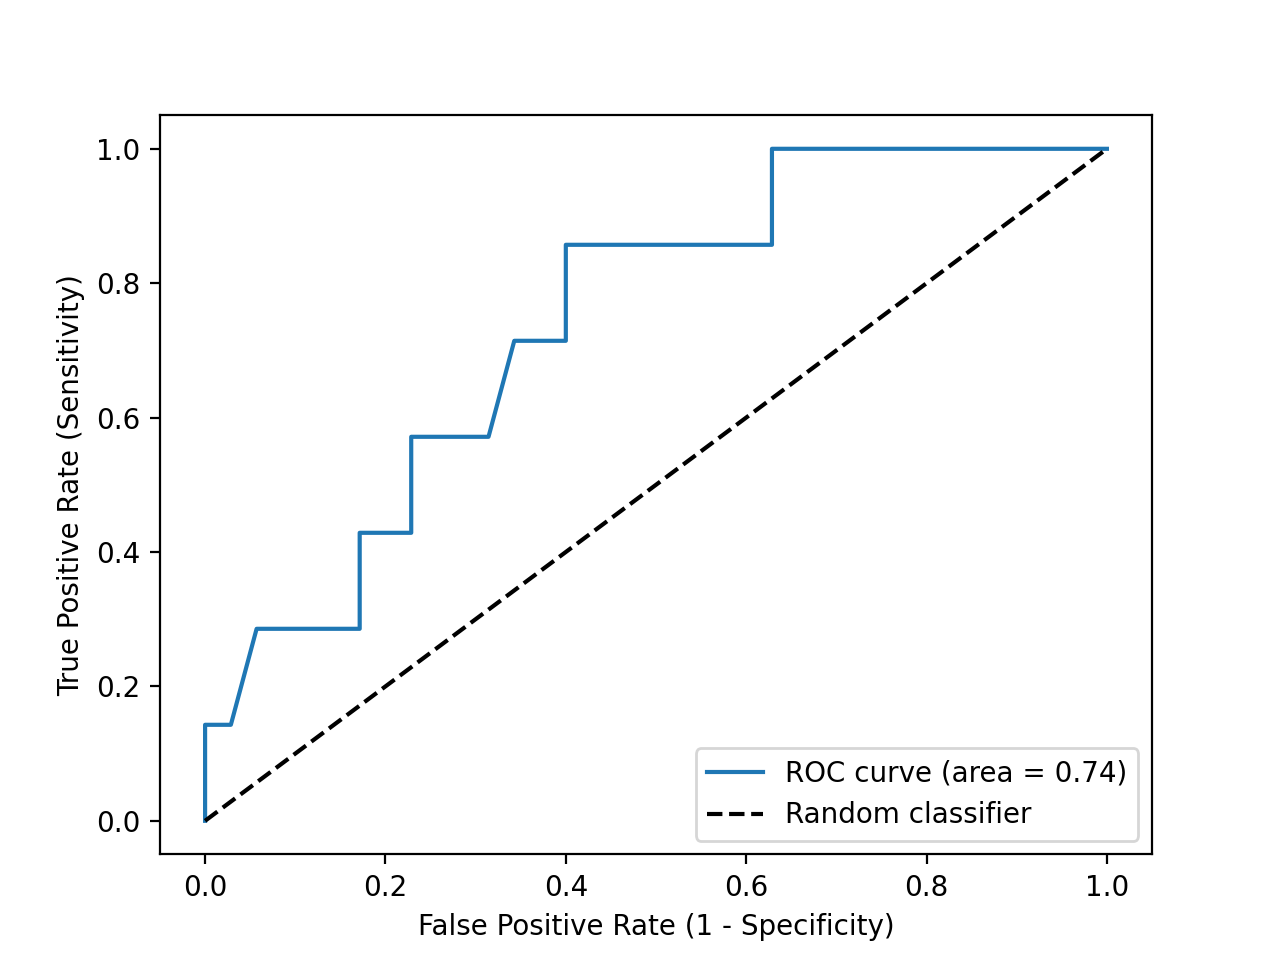 1.0
0.8
0.6
0.4
0.2
0.0
True Positive Rate (Sensitivity)
ROC curve (area = 0.74)
Random classifier
0.0 0.2 0.4 0.6 0.8 1.0
False Positive Rate (1 - Specificity)